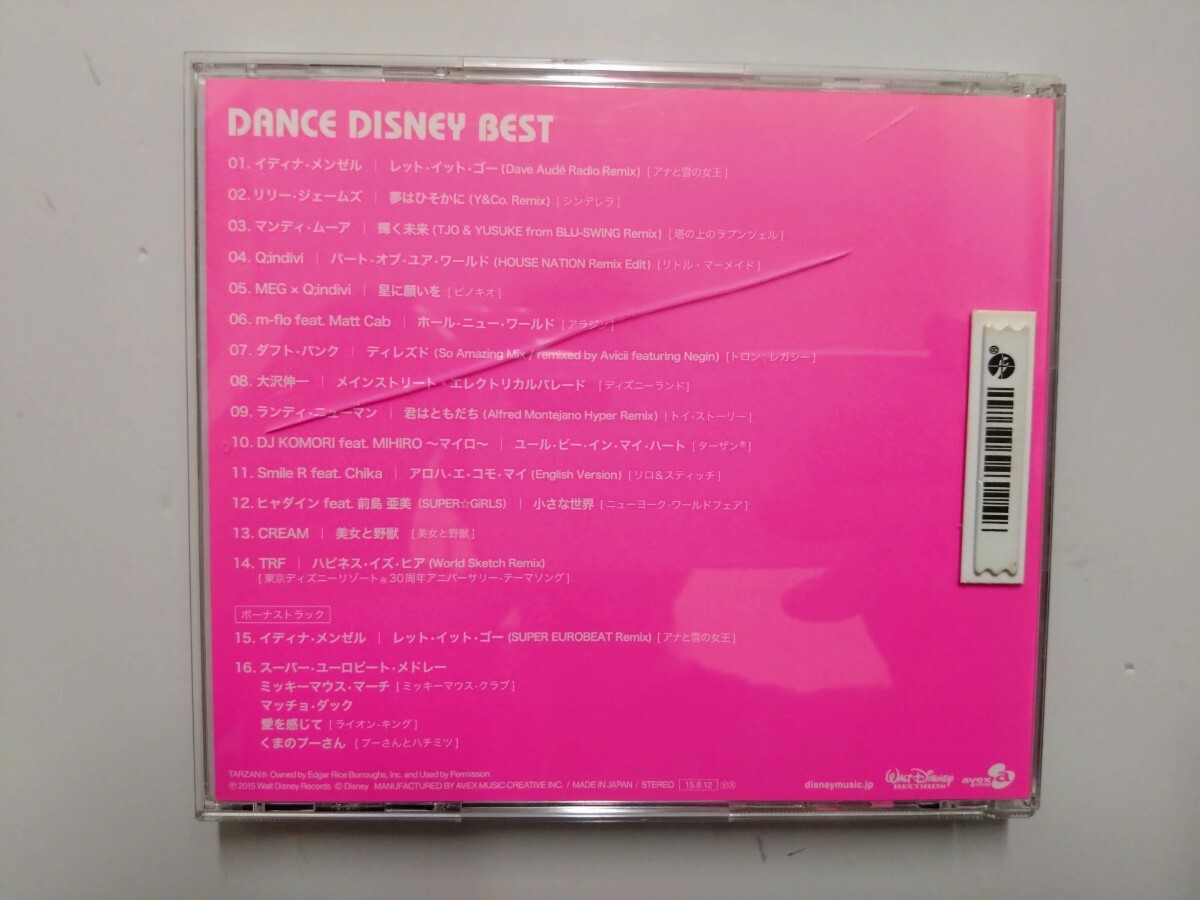 DANCE DISNEY BEST
01. イディナ・メンゼル | レット・イット・ゴー (Dave Audé Radio Remix) [アナと雪の女王]
02. リリー・ジェームズ | 夢はひそかに (Y&Co. Remix) [シンデレラ]
03. マンディ・ムーア | 輝く未来 (TJO & YUSUKE from BLU-SWING Remix) [塔の上のラプンツェル]
04. Q;indivi | パート・オブ・ユア・ワールド (HOUSE NATION Remix Edit) [リトル・マーメイド]
05. MEG × Q;indivi | 星に願いを [ピノキオ]
06. m-flo feat. Matt Cab | ホール・ニュー・ワールド [アラジン]
07. ダフト・パンク | ディレズド (So Amazing Mix / remixed by Avicii featuring Negin) [トロン：レガシー]
08. 大沢伸一 | メインストリート・エレクトリカルパレード [ディズニーランド]
09. ランディ・ニューマン | 君はともだち (Alfred Montejano Hyper Remix) [トイ・ストーリー]
10. DJ KOMORI feat. MIHIRO 〜マイロ〜 | ユール・ビー・イン・マイ・ハート [ターザン®]
11. Smile R feat. Chika | アロハ・エ・コモ・マイ (English Version) [リロ&スティッチ]
12. ヒャダイン feat. 前島 亜美 (SUPER☆GiRLS) | 小さな世界 [ニューヨーク・ワールドフェア]
13. CREAM | 美女と野獣 [美女と野獣]
14. TRF | ハピネス・イズ・ヒア (World Sketch Remix)
[東京ディズニーリゾート®30周年アニバーサリー・テーマソング]
ボーナストラック
15. イディナ・メンゼル | レット・イット・ゴー (SUPER EUROBEAT Remix) [アナと雪の女王]
16. スーパー・ユーロビート・メドレー
ミッキーマウス・マーチ [ミッキーマウス・クラブ]
マッチョ・ダック
愛を感じて [ライオン・キング]
くまのプーさん [プーさんとハチミツ]
TARZAN® Owned by Edgar Rice Burroughs, Inc. and Used by Permission.
℗ 2015 Walt Disney Records © Disney MANUFACTURED BY AVEX MUSIC CREATIVE INC. / MADE IN JAPAN / STEREO 15.8.12 Ⓨ Ⓧ
disneymusic.jp
WALT DISNEY RECORDS
avex